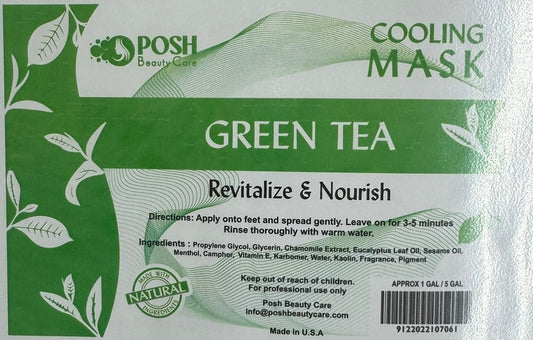 POSH
Beauty Care
COOLING
MASK
GREEN TEA
Revitalize & Nourish
Directions: Apply onto feet and spread gently. Leave on for 3-5 minutes
Rinse thoroughly with warm water.
Ingredients : Propylene Glycol, Glycerin, Chamomile Extract, Eucalyptus Leaf Oil, Sesame Oil,
Menthol, Camphor, Vitamin E, Karbomer, Water, Kaolin, Fragrance, Pigment
MADE WITH
NATURAL
INGREDIENTS
Keep out of reach of children.
For professional use only
Posh Beauty Care
info@poshbeautycare.com
Made in U.S.A
APPROX 1 GAL / 5 GAL
9122022107061